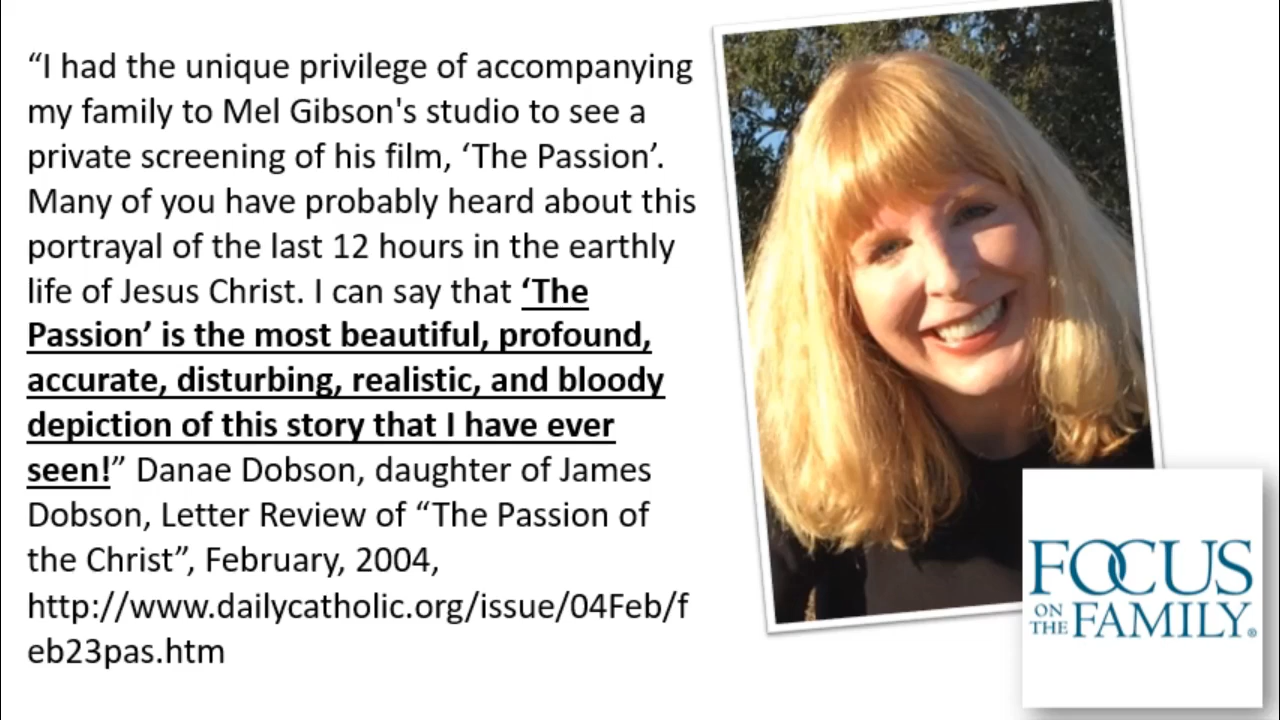 “I had the unique privilege of accompanying
my family to Mel Gibson's studio to see a
private screening of his film, ‘The Passion’.
Many of you have probably heard about this
portrayal of the last 12 hours in the earthly
life of Jesus Christ. I can say that ‘The
Passion’ is the most beautiful, profound,
accurate, disturbing, realistic, and bloody
depiction of this story that I have ever
seen!” Danae Dobson, daughter of James
Dobson, Letter Review of “The Passion of
the Christ”, February, 2004,
http://www.dailycatholic.org/issue/04Feb/f
eb23pas.htm
FOCUS
ON
THE FAMILY®